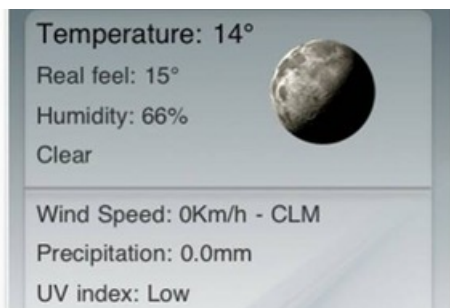 Temperature: 14°
Real feel: 15°
Humidity: 66%
Clear
Wind Speed: 0Km/h - CLM
Precipitation: 0.0mm
UV index: Low